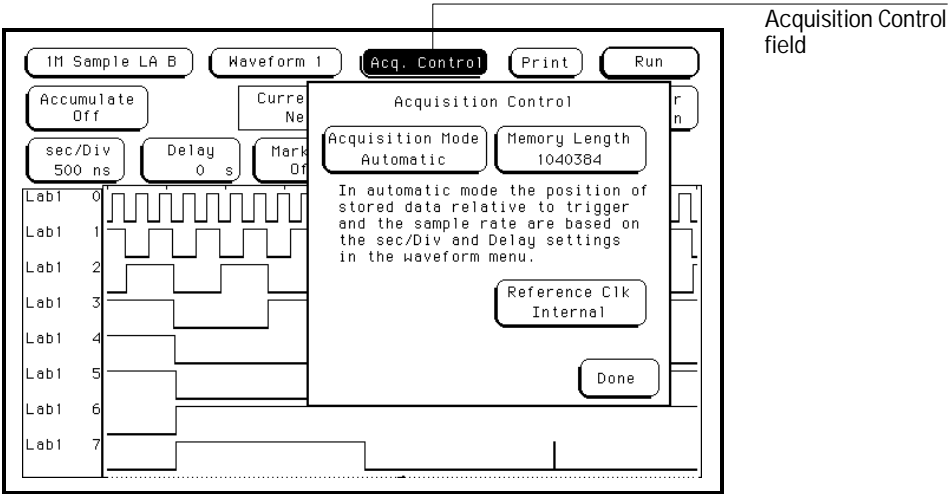 Acquisition Control
field
1M Sample LA B
Waveform 1
Acq. Control
Print
Run
Accumulate
Off
Curre
Ne
r
n
sec/Div
500 ns
Delay
0 s
Mark
Of
Acquisition Control
Acquisition Mode
Automatic
Memory Length
1040384
In automatic mode the position of
stored data relative to trigger
and the sample rate are based on
the sec/Div and Delay settings
in the waveform menu.
Reference Clk
Internal
Done
Lab1 0
Lab1 1
Lab1 2
Lab1 3
Lab1 4
Lab1 5
Lab1 6
Lab1 7